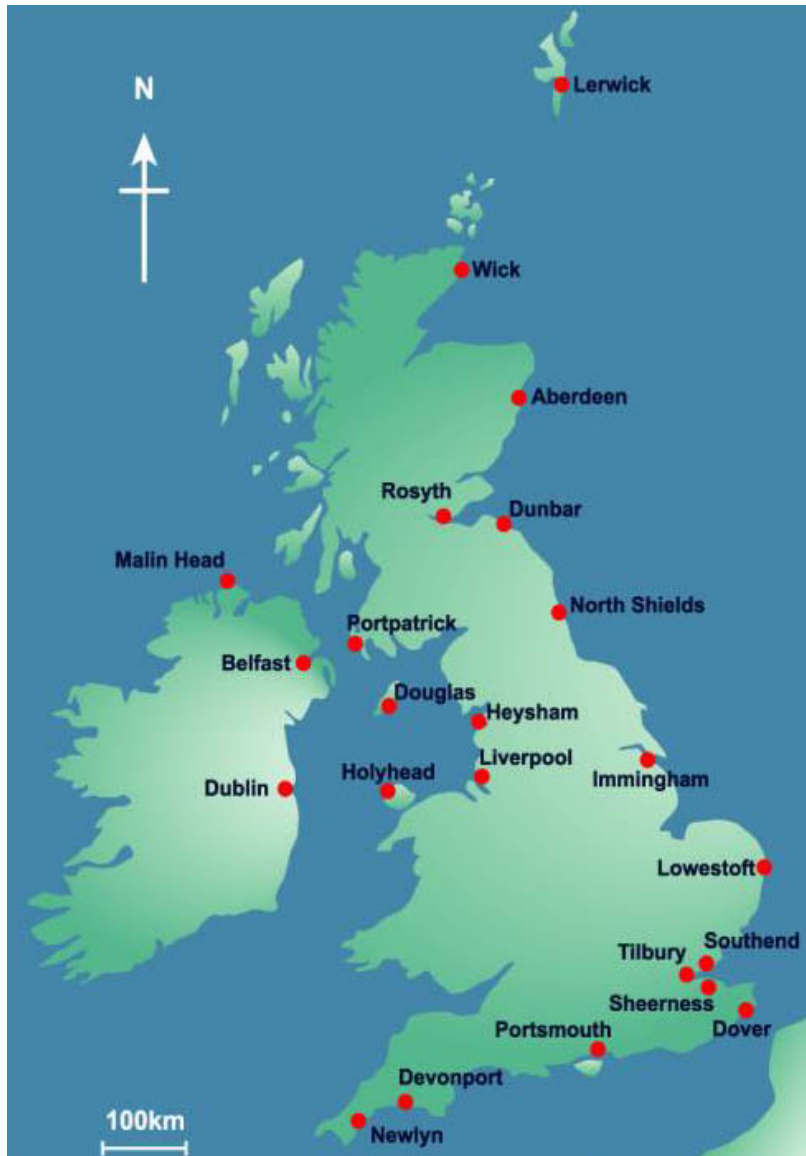 N
Lerwick
Wick
Aberdeen
Rosyth
Dunbar
Malin Head
North Shields
Portpatrick
Belfast
Douglas
Heysham
Liverpool
Holyhead
Immingham
Dublin
Lowestoft
Southend
Tilbury
Sheerness
Dover
Portsmouth
Devonport
100km
Newlyn